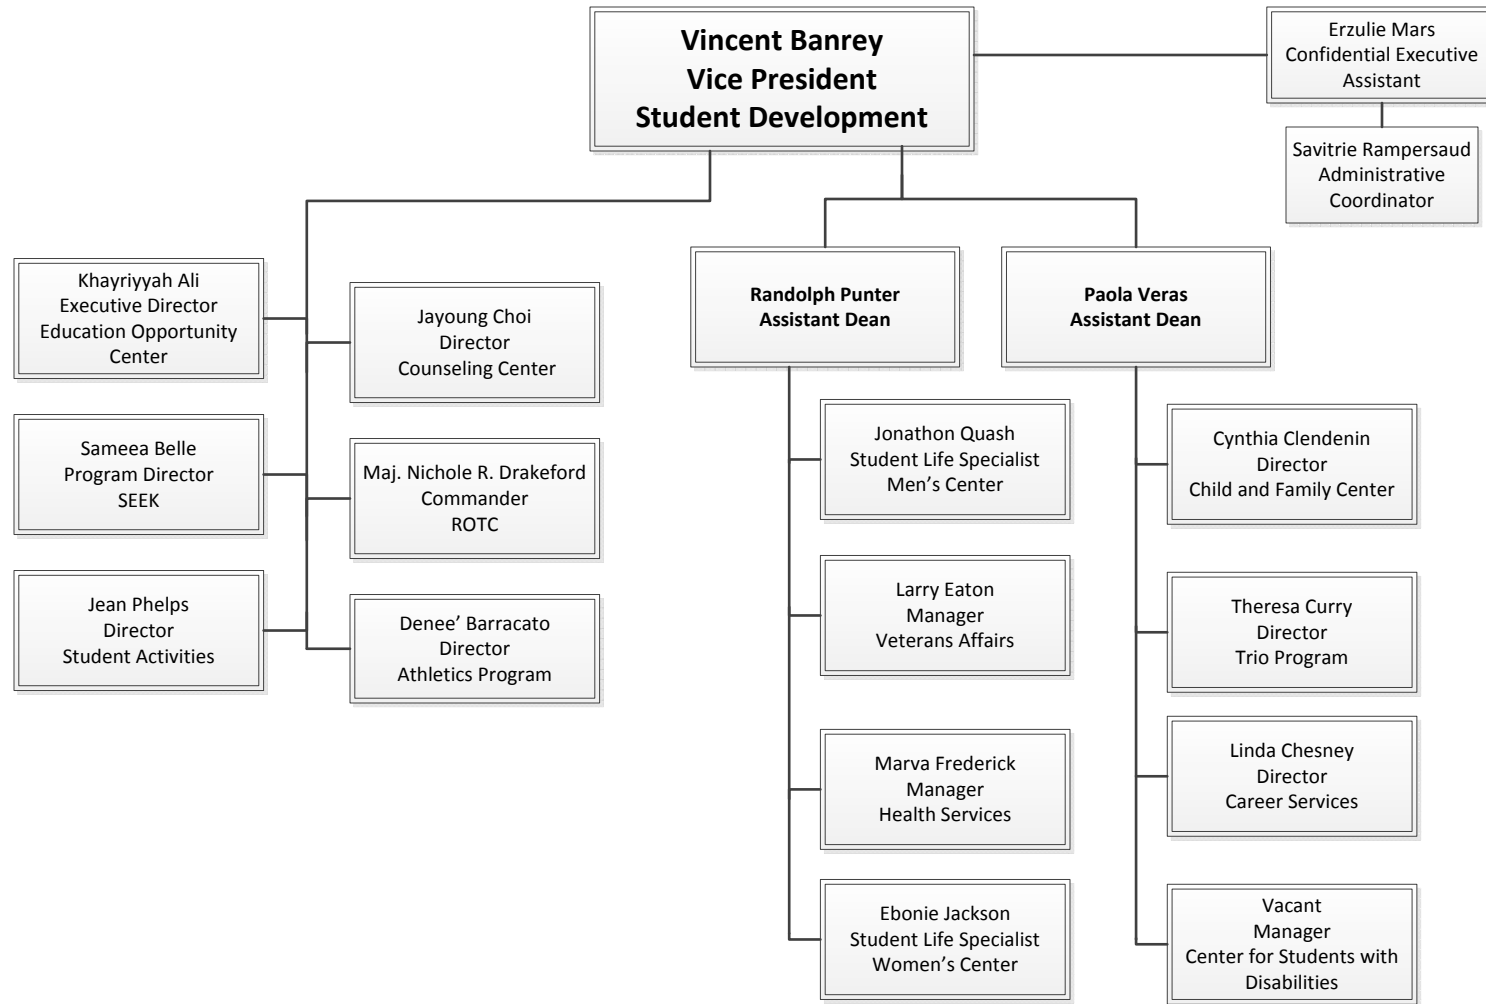 Vincent Banrey
Vice President
Student Development
Erzulie Mars
Confidential Executive
Assistant
Savitrie Rampersaud
Administrative
Coordinator
Khayriyyah Ali
Executive Director
Education Opportunity
Center
Jayoung Choi
Director
Counseling Center
Sameea Belle
Program Director
SEEK
Maj. Nichole R. Drakeford
Commander
ROTC
Jean Phelps
Director
Student Activities
Denee’ Barracato
Director
Athletics Program
Randolph Punter
Assistant Dean
Paola Veras
Assistant Dean
Jonathon Quash
Student Life Specialist
Men’s Center
Larry Eaton
Manager
Veterans Affairs
Marva Frederick
Manager
Health Services
Ebonie Jackson
Student Life Specialist
Women’s Center
Cynthia Clendenin
Director
Child and Family Center
Theresa Curry
Director
Trio Program
Linda Chesney
Director
Career Services
Vacant
Manager
Center for Students with
Disabilities